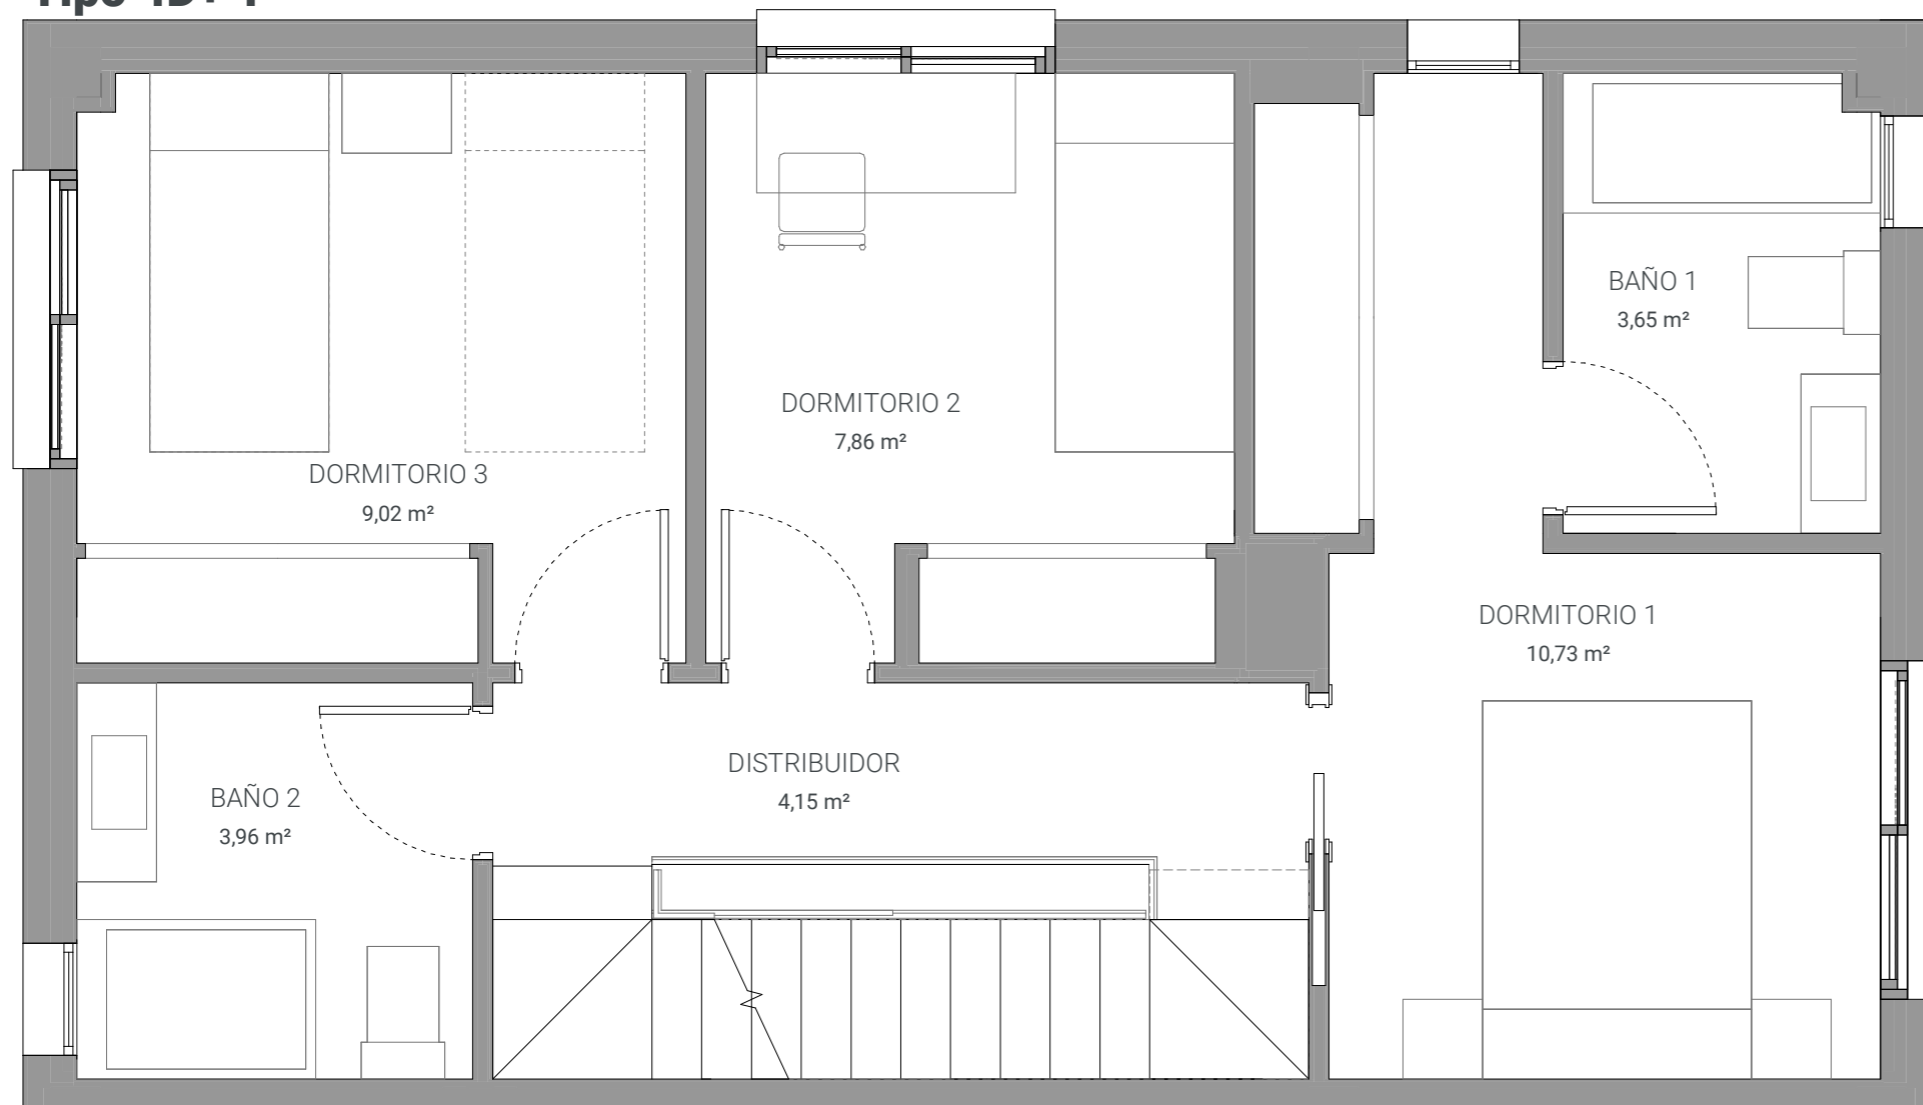 BAÑO 1
3,65 m²
DORMITORIO 2
7,86 m²
DORMITORIO 3
9,02 m²
DORMITORIO 1
10,73 m²
DISTRIBUIDOR
4,15 m²
BAÑO 2
3,96 m²